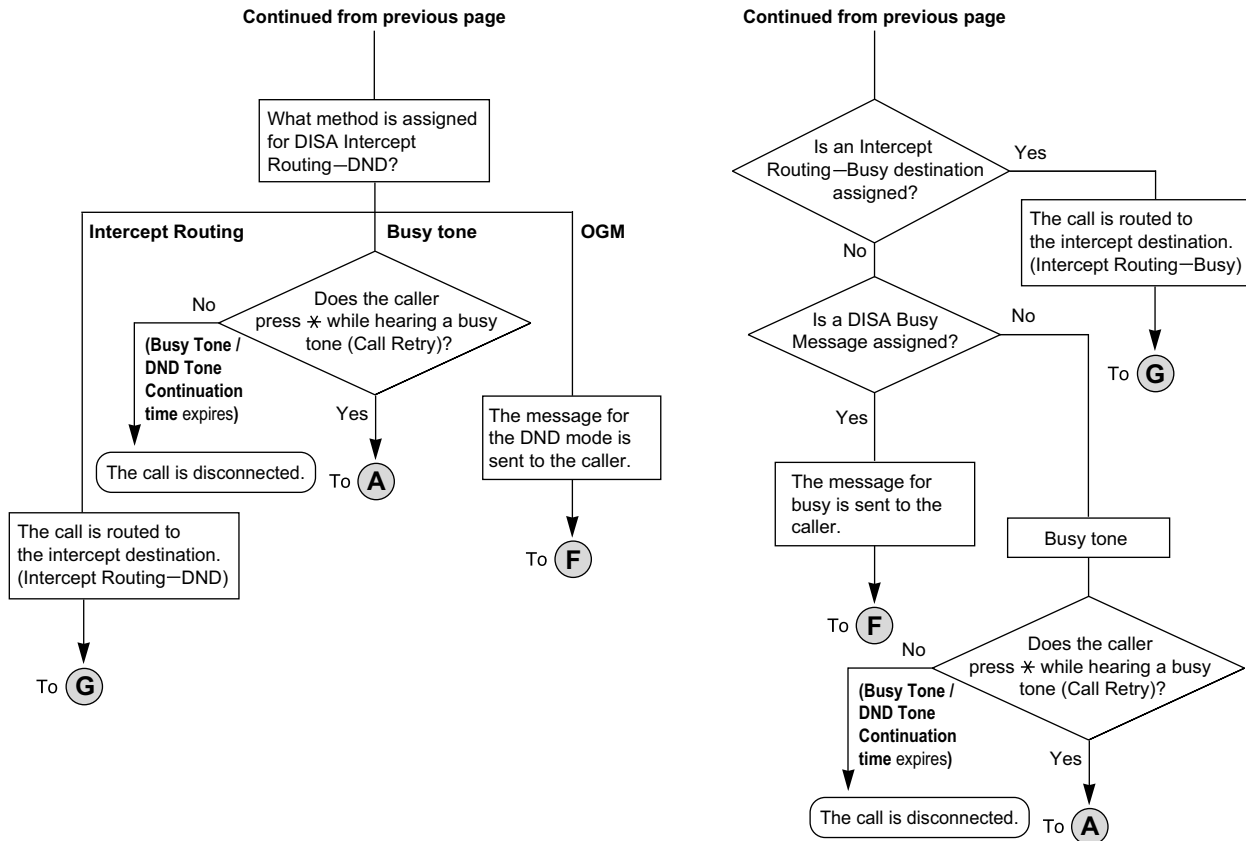 Continued from previous page
What method is assigned
for DISA Intercept
Routing—DND?
Intercept Routing
Busy tone
OGM
No
Does the caller
press ✳ while hearing a busy
tone (Call Retry)?
(Busy Tone /
DND Tone
Continuation
time expires)
Yes
The call is disconnected.
To A
The message for
the DND mode is
sent to the caller.
To F
The call is routed to
the intercept destination.
(Intercept Routing—DND)
To G
Continued from previous page
Is an Intercept
Routing—Busy destination
assigned?
Yes
The call is routed to
the intercept destination.
(Intercept Routing—Busy)
To G
No
Is a DISA Busy
Message assigned?
No
Yes
The message for
busy is sent to the
caller.
To F
Busy tone
No
Does the caller
press ✳ while hearing a busy
tone (Call Retry)?
(Busy Tone /
DND Tone
Continuation
time expires)
Yes
The call is disconnected.
To A